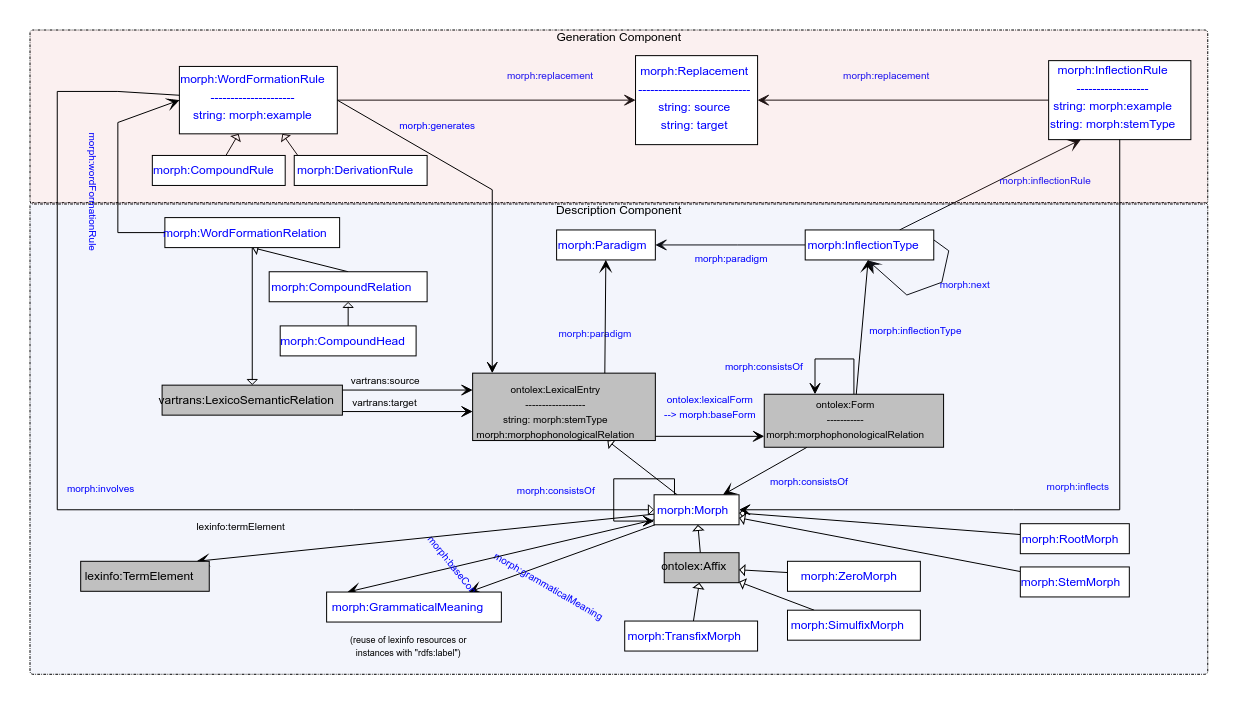 Generation Component
morph:WordFormationRule
---------------------
string: morph:example
morph:replacement
morph:Replacement
----------------------------
string: source
string: target
morph:replacement
morph:InflectionRule
------------------
string: morph:example
string: morph:stemType
morph:generates
morph:CompoundRule
morph:DerivationRule
morph:wordFormationRule
morph:inflectionRule
Description Component
morph:WordFormationRelation
morph:Paradigm
morph:paradigm
morph:InflectionType
morph:next
morph:CompoundRelation
morph:CompoundHead
morph:paradigm
morph:inflectionType
morph:consistsOf
vartrans:LexicoSemanticRelation
vartrans:source
vartrans:target
ontolex:LexicalEntry
------------------
string: morph:stemType
morph:morphophonologicalRelation
ontolex:lexicalForm
--> morph:baseForm
ontolex:Form
-----------
morph:morphophonologicalRelation
morph:involves
morph:consistsOf
morph:consistsOf
morph:inflects
morph:Morph
lexinfo:termElement
lexinfo:TermElement
morph:baseCo
morph:grammaticalMeaning
morph:GrammaticalMeaning
(reuse of lexinfo resources or
instances with "rdfs:label")
ontolex:Affix
morph:RootMorph
morph:ZeroMorph
morph:StemMorph
morph:TransfixMorph
morph:SimulfixMorph